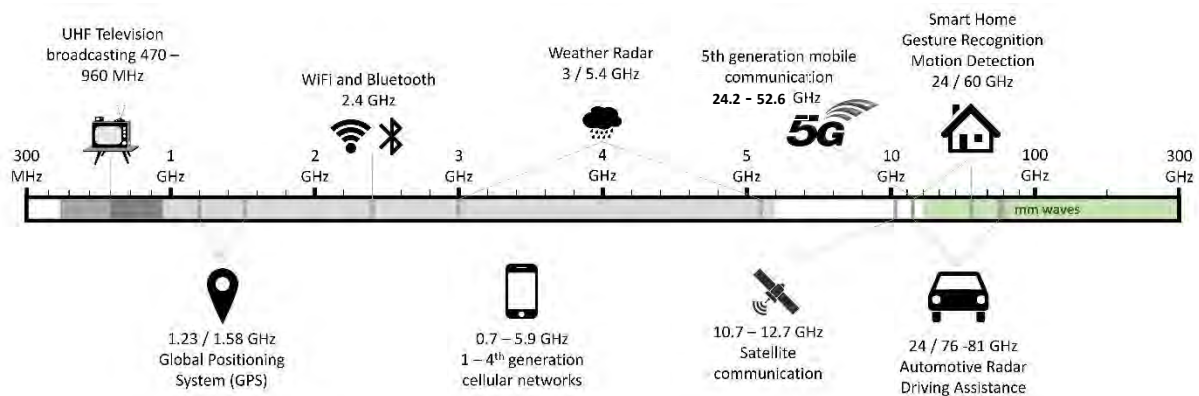 UHF Television
broadcasting 470 –
960 MHz
WiFi and Bluetooth
2.4 GHz
Weather Radar
3 / 5.4 GHz
5th generation mobile
communication
24.2 - 52.6 GHz
5G
Smart Home
Gesture Recognition
Motion Detection
24 / 60 GHz
300
MHz
1
GHz
2
GHz
3
GHz
4
GHz
5
GHz
10
GHz
100
GHz
300
GHz
mm waves
1.23 / 1.58 GHz
Global Positioning
System (GPS)
0.7 – 5.9 GHz
1 – 4th generation
cellular networks
10.7 – 12.7 GHz
Satellite
communication
24 / 76 -81 GHz
Automotive Radar
Driving Assistance